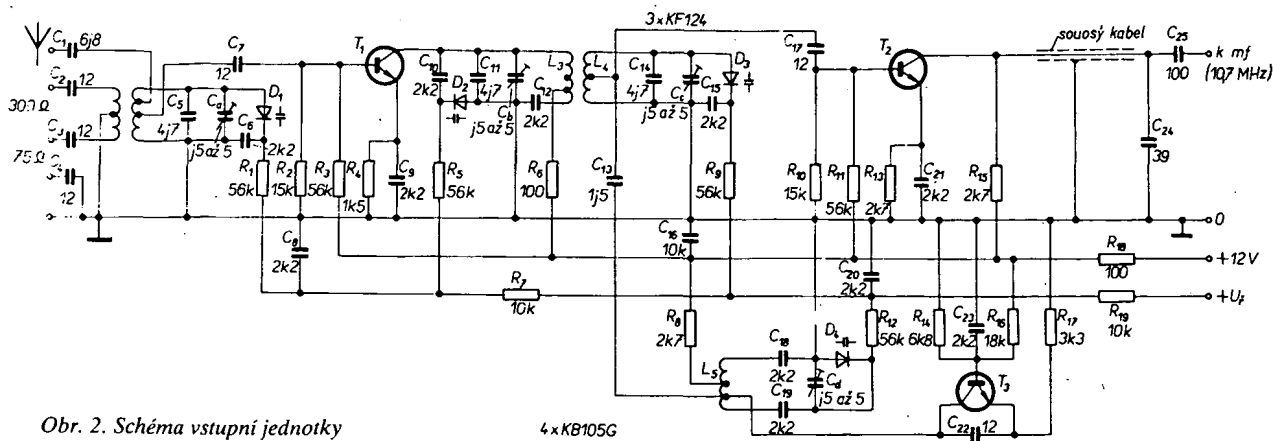 3×KF124
C1 6j8
C2 12
300 Ω
C3 12
75 Ω
12
C5 4j7
Ca j5 až 5
C6 2k2
D1
C7 12
R1 56k
R2 15k
R3 56k
R4 1k5
C8 2k2
T1
C9 2k2
C10 2k2
D2
C11 4j7
Cb j5 až 5
C12 2k2
R5 56k
R6 100
L3
L4
R7 10k
C13 1j5
C14 4j7
Cc j5 až 5
C15 2k2
D3
R9 56k
C16 10k
R8 2k7
C17 12
T2
R10 15k
R11 56k
R13 2k7
C21 2k2
R15 2k7
souosý kabel
C25 100
k mf (10,7 MHz)
C24 39
0
R18 100
+12V
R19 10k
+Uf
C20 2k2
L5
C18 2k2
C19 2k2
Cd j5 až 5
D4
R12 56k
R14 6k8
C23 2k2
R16 18k
R17 3k3
T3
C22 12
4×KB105G
Obr. 2. Schéma vstupní jednotky